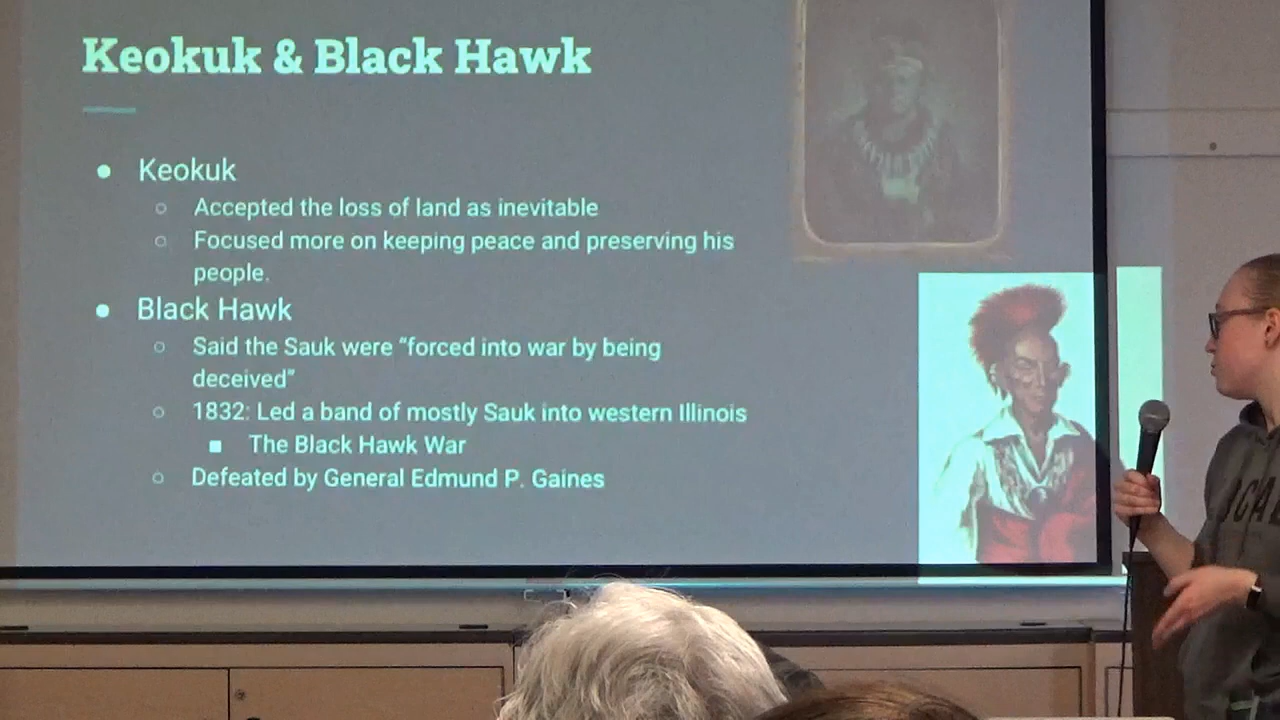 Keokuk & Black Hawk
● Keokuk
○ Accepted the loss of land as inevitable
○ Focused more on keeping peace and preserving his
people.
● Black Hawk
○ Said the Sauk were “forced into war by being
deceived”
○ 1832: Led a band of mostly Sauk into western Illinois
■ The Black Hawk War
○ Defeated by General Edmund P. Gaines